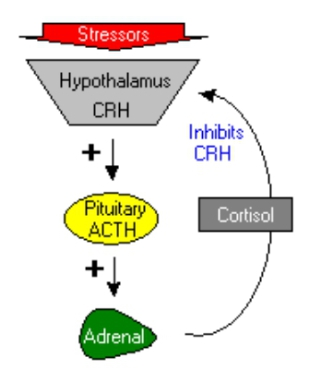 Stressors
Hypothalamus
CRH
Inhibits
CRH
+
Pituitary
ACTH
Cortisol
+
Adrenal